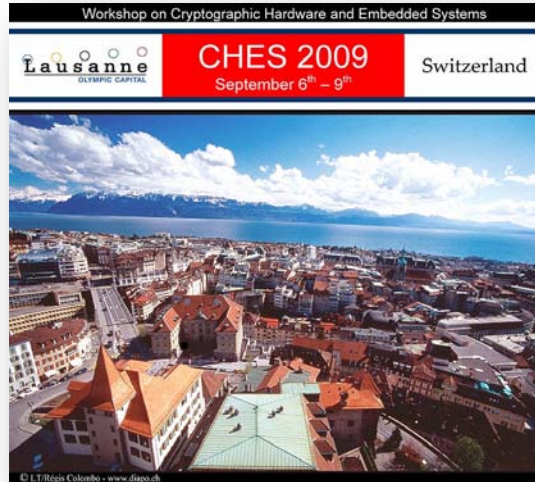 Workshop on Cryptographic Hardware and Embedded Systems
Lausanne
OLYMPIC CAPITAL
CHES 2009
September 6th – 9th
Switzerland
© LT/Régis Colombo - www.diapo.ch